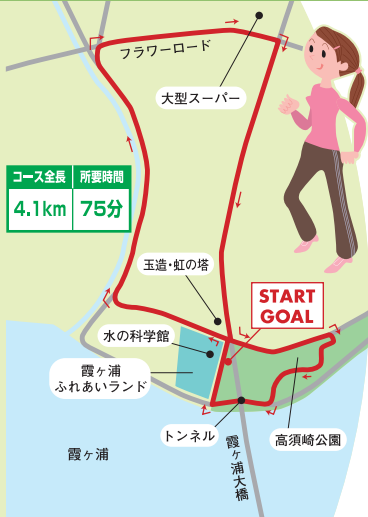 フラワーロード
大型スーパー
コース全長 所要時間
4.1km 75分
玉造・虹の塔
START
GOAL
水の科学館
霞ヶ浦
ふれあいランド
トンネル
高須崎公園
霞ヶ浦
霞ヶ浦大橋